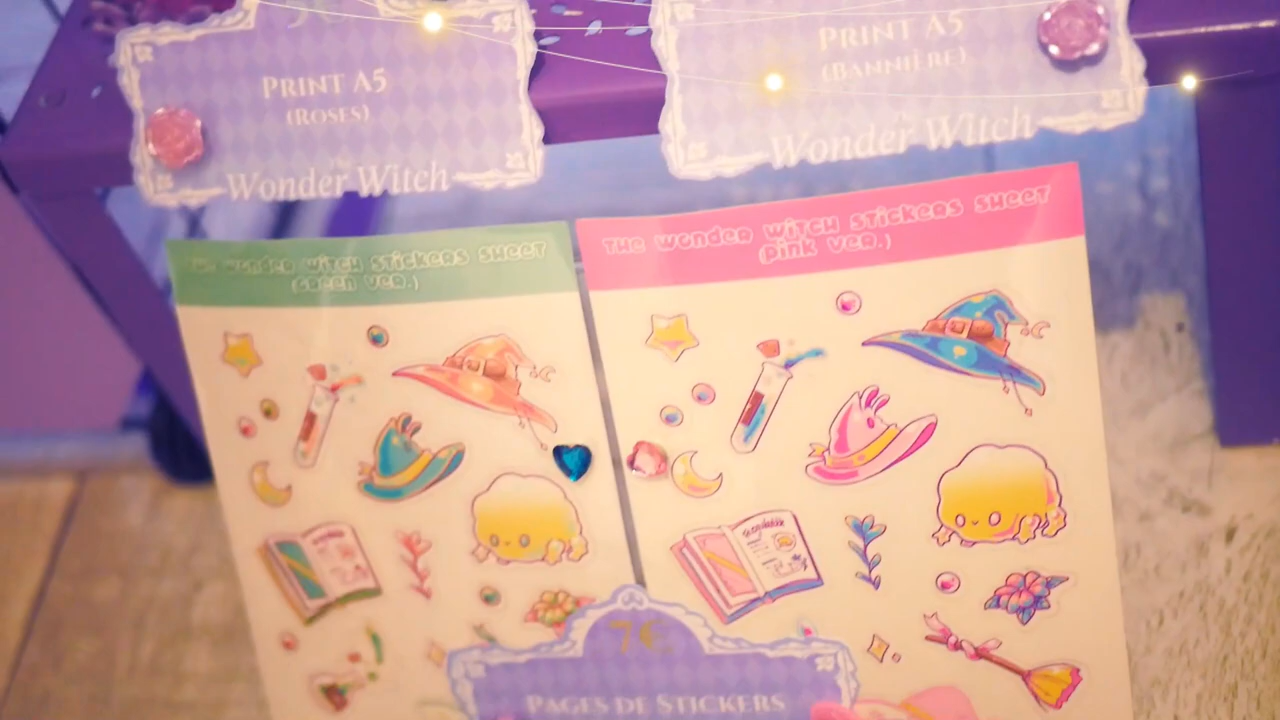 PRINT A5
(ROSES)
Wonder Witch
PRINT A5
(BANNIÈRE)
Wonder Witch
THE WONDER WITCH STICKERS SHEET
(GREEN VER.)
THE WONDER WITCH STICKERS SHEET
(PINK VER.)
7€
PAGES DE STICKERS